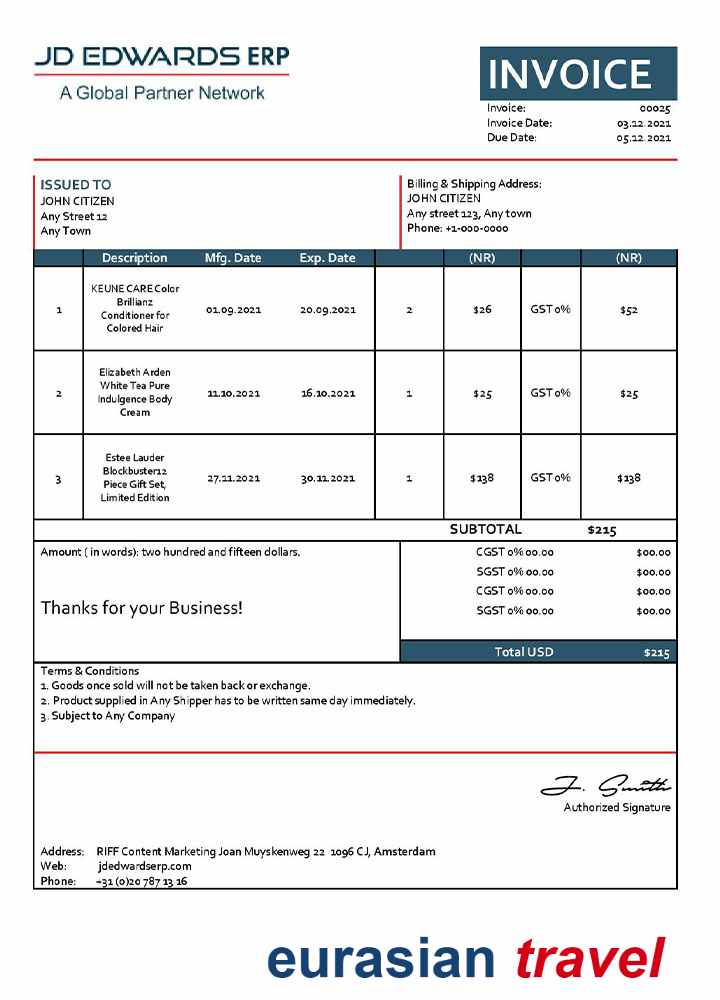 JD EDWARDS ERP
A Global Partner Network
INVOICE
Invoice: 00025
Invoice Date: 03.12.2021
Due Date: 05.12.2021
ISSUED TO
JOHN CITIZEN
Any Street 12
Any Town
Billing & Shipping Address:
JOHN CITIZEN
Any street 123, Any town
Phone: +1-000-0000
Description Mfg. Date Exp. Date (NR) (NR)
1 KEUNE CARE Color
Brillianz
Conditioner for
Colored Hair
01.09.2021 20.09.2021 2 $26 GST 0% $52
2 Elizabeth Arden
White Tea Pure
Indulgence Body
Cream
11.10.2021 16.10.2021 1 $25 GST 0% $25
3 Estee Lauder
Blockbuster12
Piece Gift Set,
Limited Edition
27.11.2021 30.11.2021 1 $138 GST 0% $138
SUBTOTAL $215
Amount ( in words): two hundred and fifteen dollars.
Thanks for your Business!
CGST 0% 00.00 $00.00
SGST 0% 00.00 $00.00
CGST 0% 00.00 $00.00
SGST 0% 00.00 $00.00
Total USD $215
Terms & Conditions
1. Goods once sold will not be taken back or exchange.
2. Product supplied in Any Shipper has to be written same day immediately.
3. Subject to Any Company
J. Smith
Authorized Signature
Address: RIFF Content Marketing Joan Muyskenweg 22 1096 CJ, Amsterdam
Web: jdedwardserp.com
Phone: +31 (0)20 787 13 16
eurasian travel